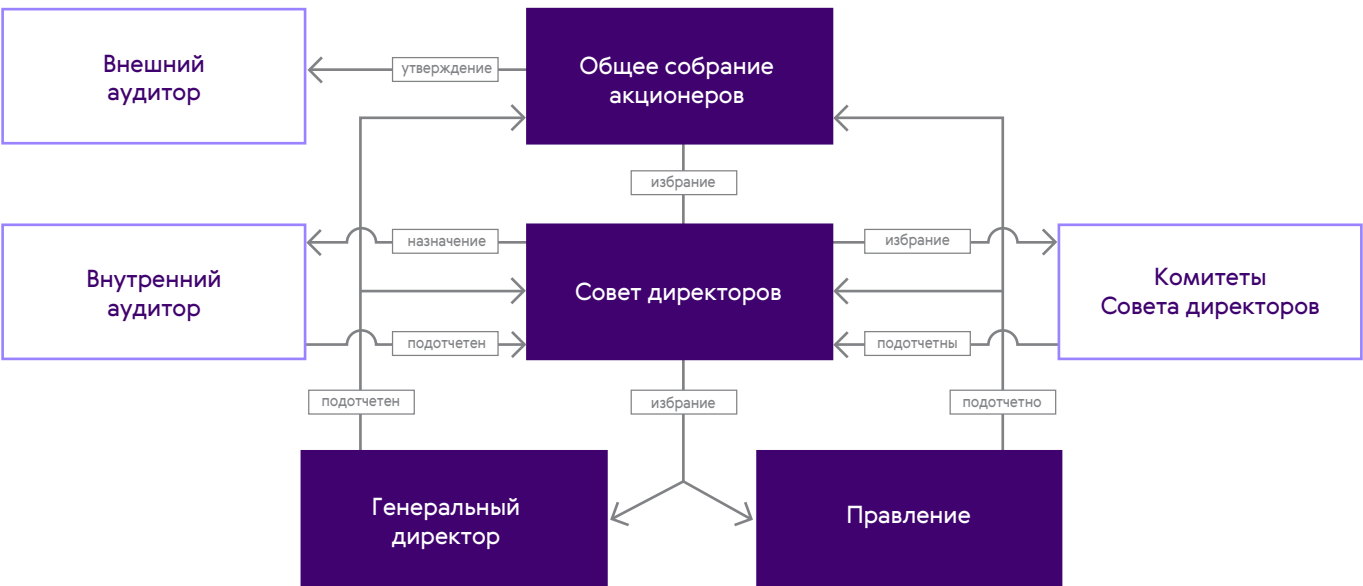 Внешний
аудитор
утверждение
Общее собрание
акционеров
избрание
Внутренний
аудитор
назначение
подотчетен
Совет директоров
избрание
подотчетны
Комитеты
Совета директоров
подотчетен
избрание
подотчетно
Генеральный
директор
Правление